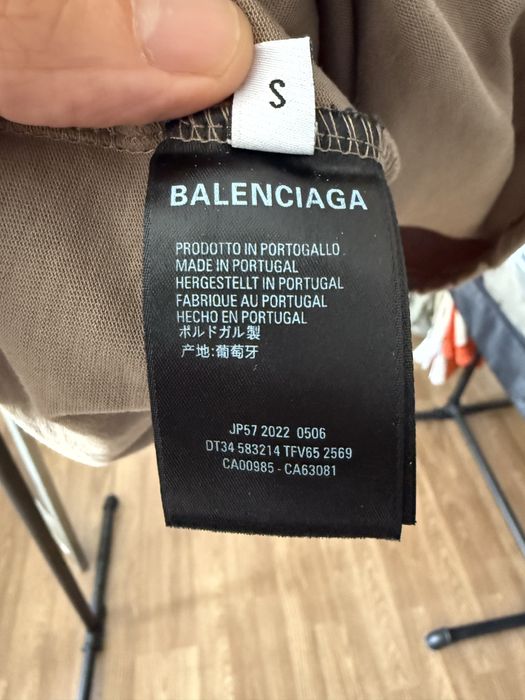 S
BALENCIAGA
PRODOTTO IN PORTOGALLO
MADE IN PORTUGAL
HERGESTELLT IN PORTUGAL
FABRIQUE AU PORTUGAL
HECHO EN PORTUGAL
ポルドガル製
产地:葡萄牙
JP57 2022 0506
DT34 583214 TFV65 2569
CA00985 - CA63081